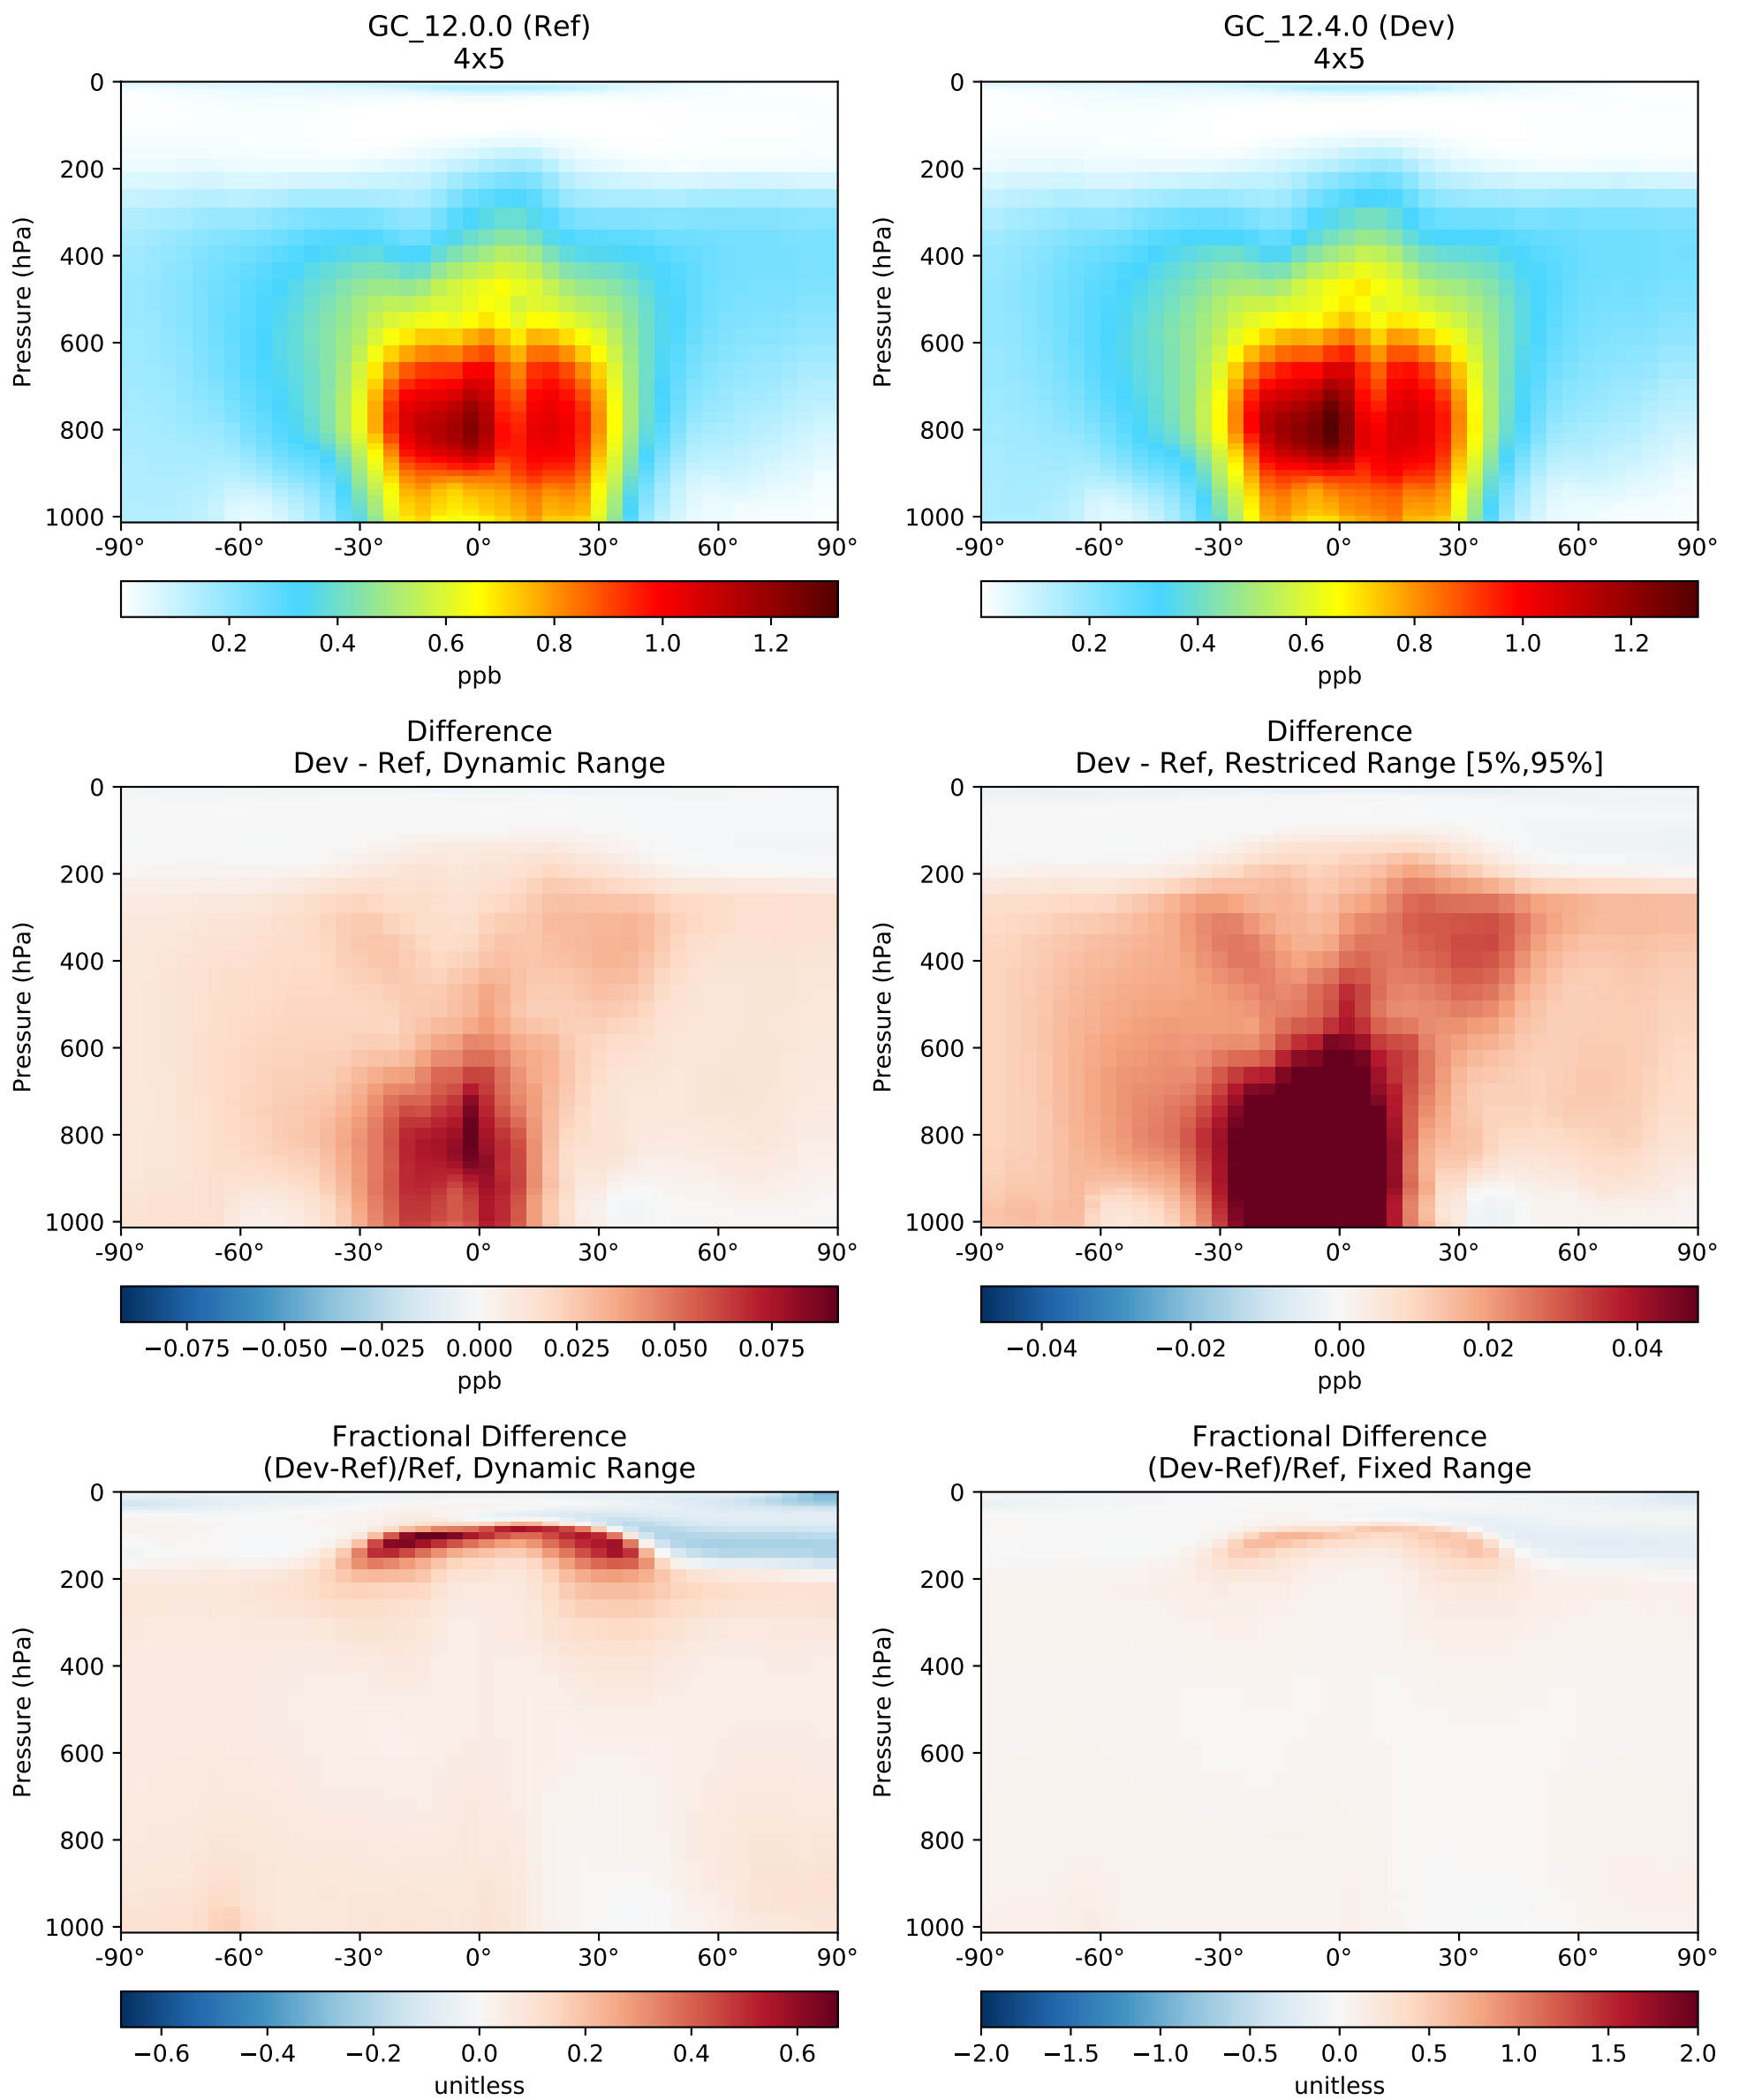 GC_12.0.0 (Ref)
4x5
GC_12.4.0 (Dev)
4x5
Pressure (hPa)
0
200
400
600
800
1000
-90° -60° -30° 0° 30° 60° 90°
0.2 0.4 0.6 0.8 1.0 1.2
ppb
Pressure (hPa)
0
200
400
600
800
1000
-90° -60° -30° 0° 30° 60° 90°
0.2 0.4 0.6 0.8 1.0 1.2
ppb
Difference
Dev - Ref, Dynamic Range
Difference
Dev - Ref, Restriced Range [5%,95%]
Pressure (hPa)
0
200
400
600
800
1000
-90° -60° -30° 0° 30° 60° 90°
−0.075 −0.050 −0.025 0.000 0.025 0.050 0.075
ppb
Pressure (hPa)
0
200
400
600
800
1000
-90° -60° -30° 0° 30° 60° 90°
−0.04 −0.02 0.00 0.02 0.04
ppb
Fractional Difference
(Dev-Ref)/Ref, Dynamic Range
Fractional Difference
(Dev-Ref)/Ref, Fixed Range
Pressure (hPa)
0
200
400
600
800
1000
-90° -60° -30° 0° 30° 60° 90°
−0.6 −0.4 −0.2 0.0 0.2 0.4 0.6
unitless
Pressure (hPa)
0
200
400
600
800
1000
-90° -60° -30° 0° 30° 60° 90°
−2.0 −1.5 −1.0 −0.5 0.0 0.5 1.0 1.5 2.0
unitless